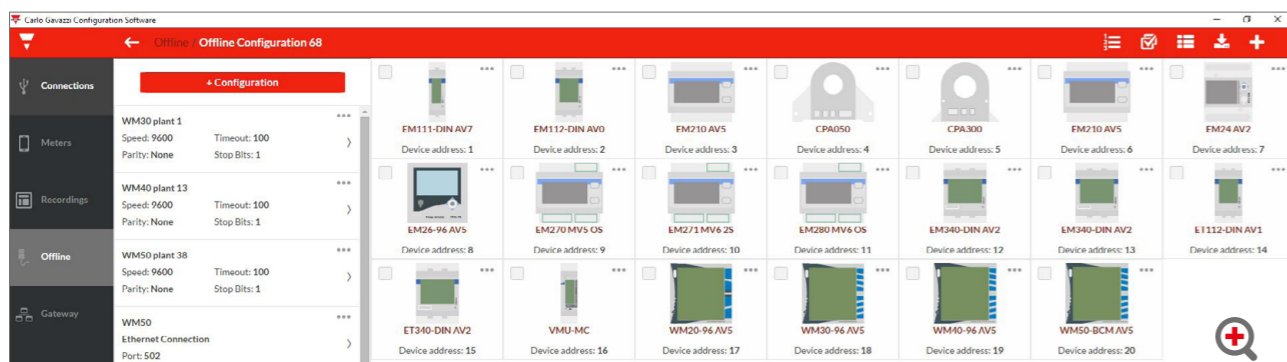 Carlo Gavazzi Configuration Software
Offline / Offline Configuration 68
Connections
Meters
Recordings
Offline
Gateway
+ Configuration
WM30 plant 1
Speed: 9600 Timeout: 100
Parity: None Stop Bits: 1
WM40 plant 13
Speed: 9600 Timeout: 100
Parity: None Stop Bits: 1
WM50 plant 38
Speed: 9600 Timeout: 100
Parity: None Stop Bits: 1
WM50
Ethernet Connection
Port: 502
EM111-DIN AV7 EM112-DIN AV0 EM210 AV5 CPA050 CPA300 EM210 AV5 EM24 AV2
Device address: 1 Device address: 2 Device address: 3 Device address: 4 Device address: 5 Device address: 6 Device address: 7
EM26-96 AV5 EM270 MV5 OS EM271 MV6 2S EM280 MV6 OS EM340-DIN AV2 EM340-DIN AV2 ET112-DIN AV1
Device address: 8 Device address: 9 Device address: 10 Device address: 11 Device address: 12 Device address: 13 Device address: 14
ET340-DIN AV2 VMU-MC WM20-96 AV5 WM30-96 AV5 WM40-96 AV5 WM50-BCM AV5
Device address: 15 Device address: 16 Device address: 17 Device address: 18 Device address: 19 Device address: 20